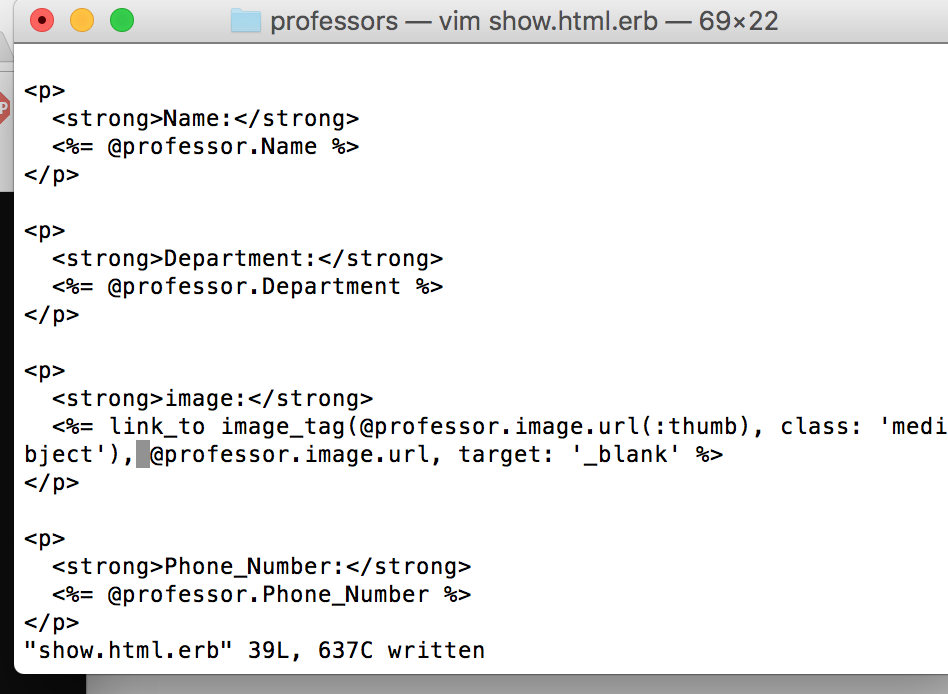 professors — vim show.html.erb — 69×22
<p>
<strong>Name:</strong>
<%= @professor.Name %>
</p>
<p>
<strong>Department:</strong>
<%= @professor.Department %>
</p>
<p>
<strong>image:</strong>
<%= link_to image_tag(@professor.image.url(:thumb), class: 'medi
bject'), @professor.image.url, target: '_blank' %>
</p>
<p>
<strong>Phone_Number:</strong>
<%= @professor.Phone_Number %>
</p>
"show.html.erb" 39L, 637C written